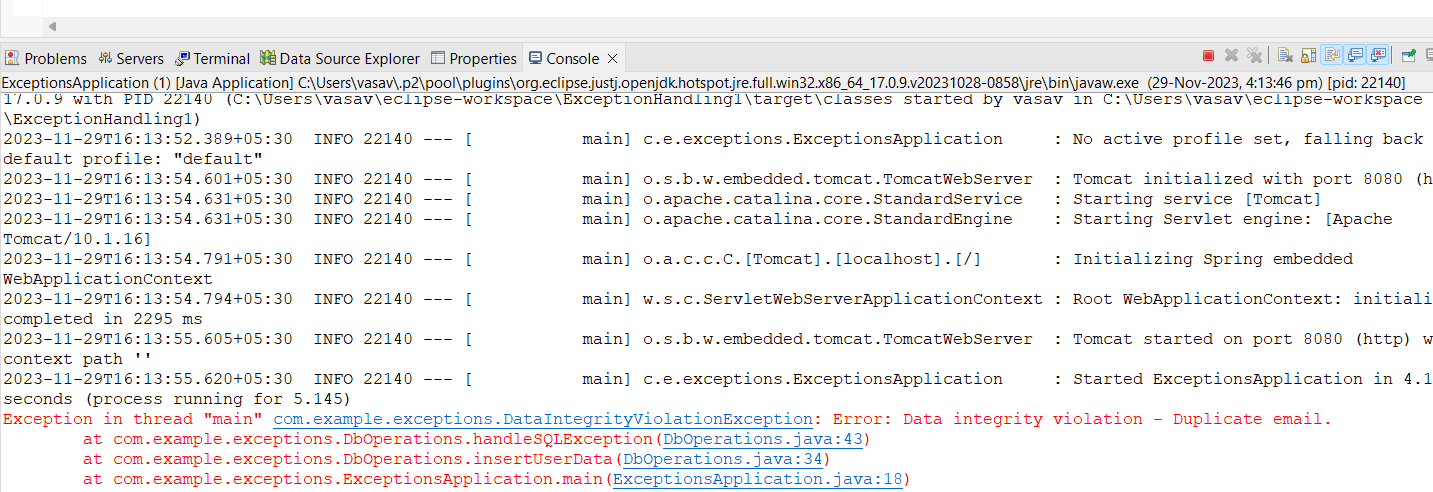 Problems Servers Terminal Data Source Explorer Properties Console
ExceptionsApplication (1) [Java Application] C:\Users\vasav\.p2\pool\plugins\org.eclipse.justj.openjdk.hotspot.jre.full.win32.x86_64_17.0.9.v20231028-0858\jre\bin\javaw.exe (29-Nov-2023, 4:13:46 pm) [pid: 22140]
17.0.9 with PID 22140 (C:\Users\vasav\eclipse-workspace\ExceptionHandling1\target\classes started by vasav in C:\Users\vasav\eclipse-workspace
\ExceptionHandling1)
2023-11-29T16:13:52.389+05:30  INFO 22140 --- [           main] c.e.exceptions.ExceptionsApplication     : No active profile set, falling back
default profile: "default"
2023-11-29T16:13:54.601+05:30  INFO 22140 --- [           main] o.s.b.w.embedded.tomcat.TomcatWebServer  : Tomcat initialized with port 8080 (h
2023-11-29T16:13:54.631+05:30  INFO 22140 --- [           main] o.apache.catalina.core.StandardService   : Starting service [Tomcat]
2023-11-29T16:13:54.631+05:30  INFO 22140 --- [           main] o.apache.catalina.core.StandardEngine    : Starting Servlet engine: [Apache
Tomcat/10.1.16]
2023-11-29T16:13:54.791+05:30  INFO 22140 --- [           main] o.a.c.c.C.[Tomcat].[localhost].[/]       : Initializing Spring embedded
WebApplicationContext
2023-11-29T16:13:54.794+05:30  INFO 22140 --- [           main] w.s.c.ServletWebServerApplicationContext : Root WebApplicationContext: initiali
completed in 2295 ms
2023-11-29T16:13:55.605+05:30  INFO 22140 --- [           main] o.s.b.w.embedded.tomcat.TomcatWebServer  : Tomcat started on port 8080 (http) w
context path ''
2023-11-29T16:13:55.620+05:30  INFO 22140 --- [           main] c.e.exceptions.ExceptionsApplication     : Started ExceptionsApplication in 4.1
seconds (process running for 5.145)
Exception in thread "main" com.example.exceptions.DataIntegrityViolationException: Error: Data integrity violation - Duplicate email.
at com.example.exceptions.DbOperations.handleSQLException(DbOperations.java:43)
at com.example.exceptions.DbOperations.insertUserData(DbOperations.java:34)
at com.example.exceptions.ExceptionsApplication.main(ExceptionsApplication.java:18)